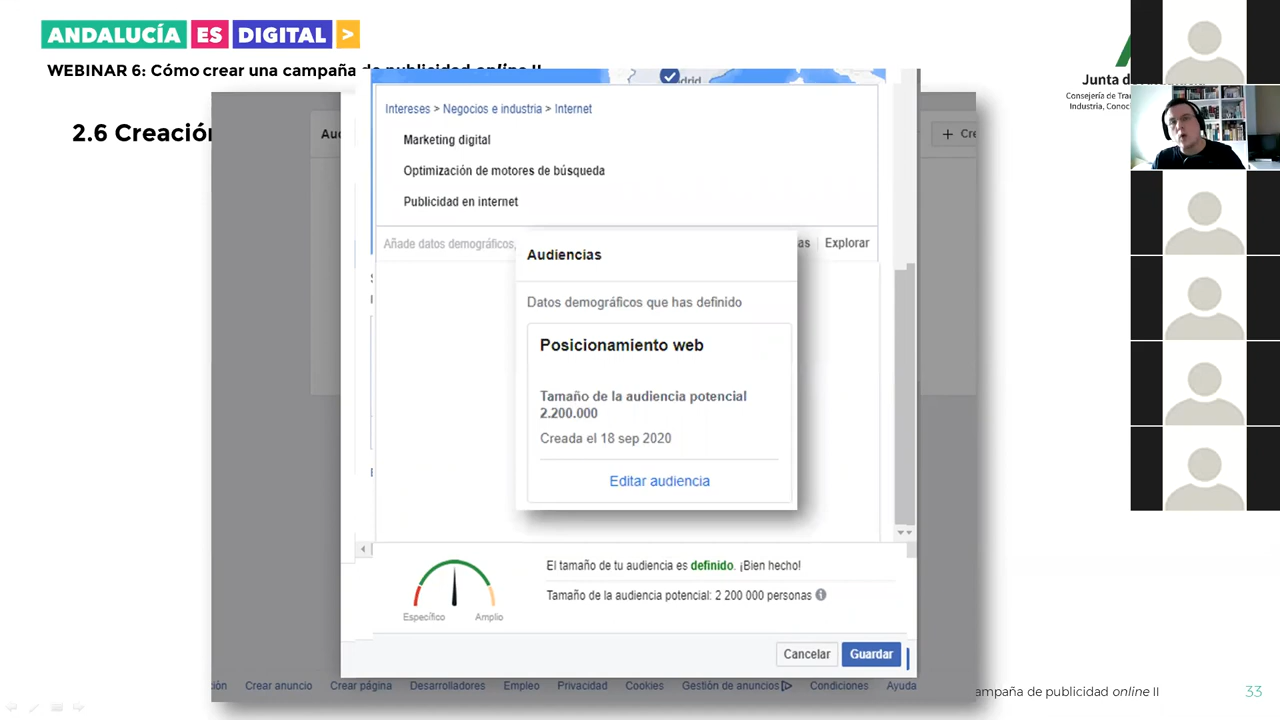 ANDALUCÍA ES DIGITAL >
WEBINAR 6: Cómo crear una campaña de publicidad online II
Junta de
Consejería de
Industria,
2.6 Creación
Intereses > Negocios e industria > Internet
Marketing digital
Optimización de motores de búsqueda
Publicidad en internet
Añade datos demográficos,
Explorar
Audiencias
Datos demográficos que has definido
Posicionamiento web
Tamaño de la audiencia potencial
2.200.000
Creada el 18 sep 2020
Editar audiencia
El tamaño de tu audiencia es definido. ¡Bien hecho!
Tamaño de la audiencia potencial: 2 200 000 personas
Específico
Amplio
Cancelar
Guardar
Crear anuncio
Crear página
Desarrolladores
Empleo
Privacidad
Cookies
Gestión de anuncios
Condiciones
Ayuda
ampaña de publicidad online II
33